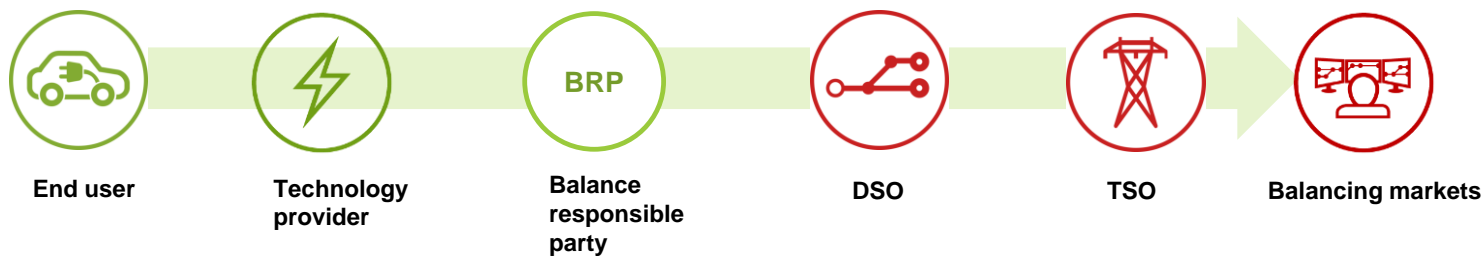 BRP
End user
Technology
provider
Balance
responsible
party
DSO
TSO
Balancing markets